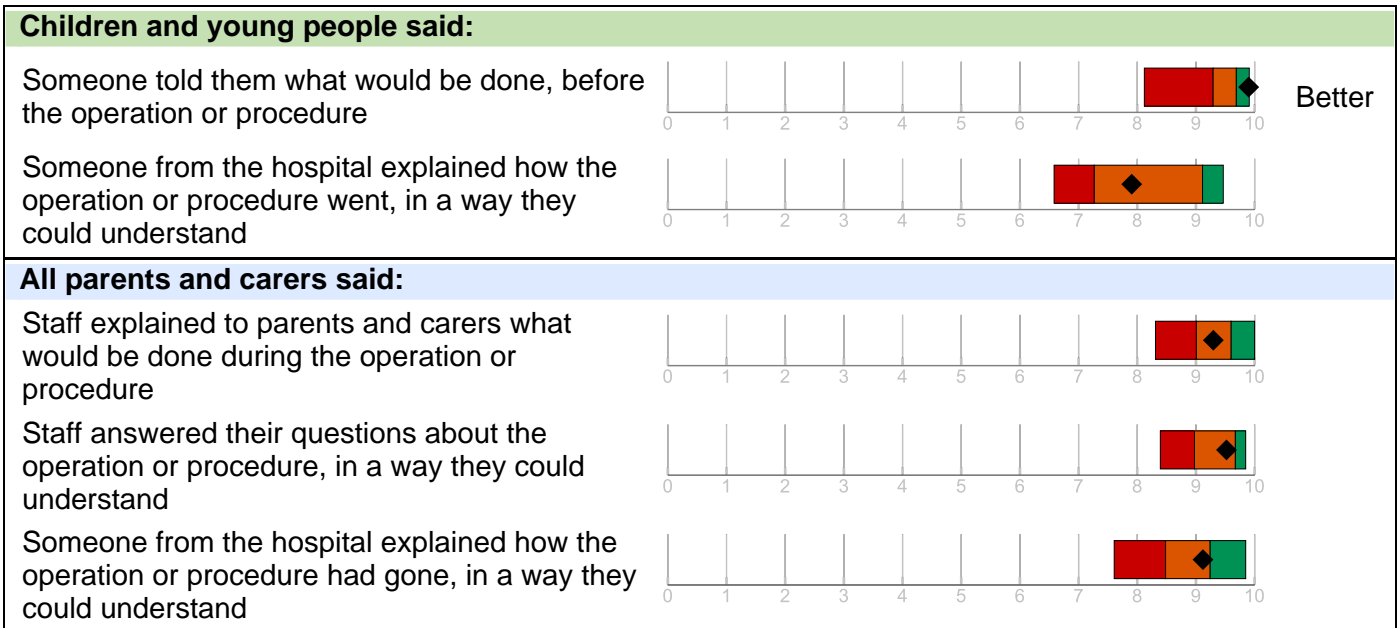 Children and young people said:
Someone told them what would be done, before
the operation or procedure
0 1 2 3 4 5 6 7 8 9 10
Better
Someone from the hospital explained how the
operation or procedure went, in a way they
could understand
0 1 2 3 4 5 6 7 8 9 10
All parents and carers said:
Staff explained to parents and carers what
would be done during the operation or
procedure
0 1 2 3 4 5 6 7 8 9 10
Staff answered their questions about the
operation or procedure, in a way they could
understand
0 1 2 3 4 5 6 7 8 9 10
Someone from the hospital explained how the
operation or procedure had gone, in a way they
could understand
0 1 2 3 4 5 6 7 8 9 10